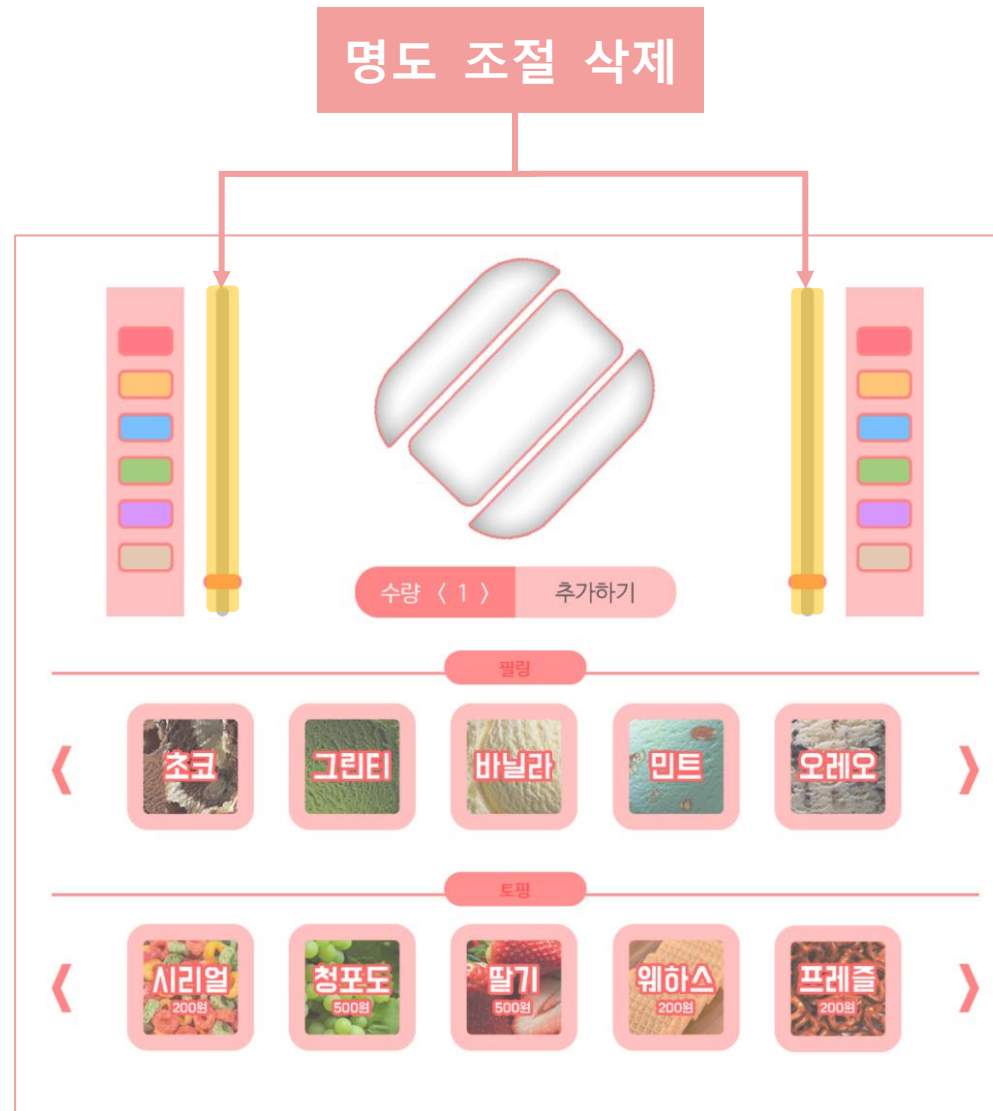 명도 조절 삭제
수량 〈 1 〉 추가하기
필링
초코 그린티 바닐라 민트 오레오
토핑
시리얼 청포도 딸기 웨하스 프레즐
200원 500원 500원 200원 200원